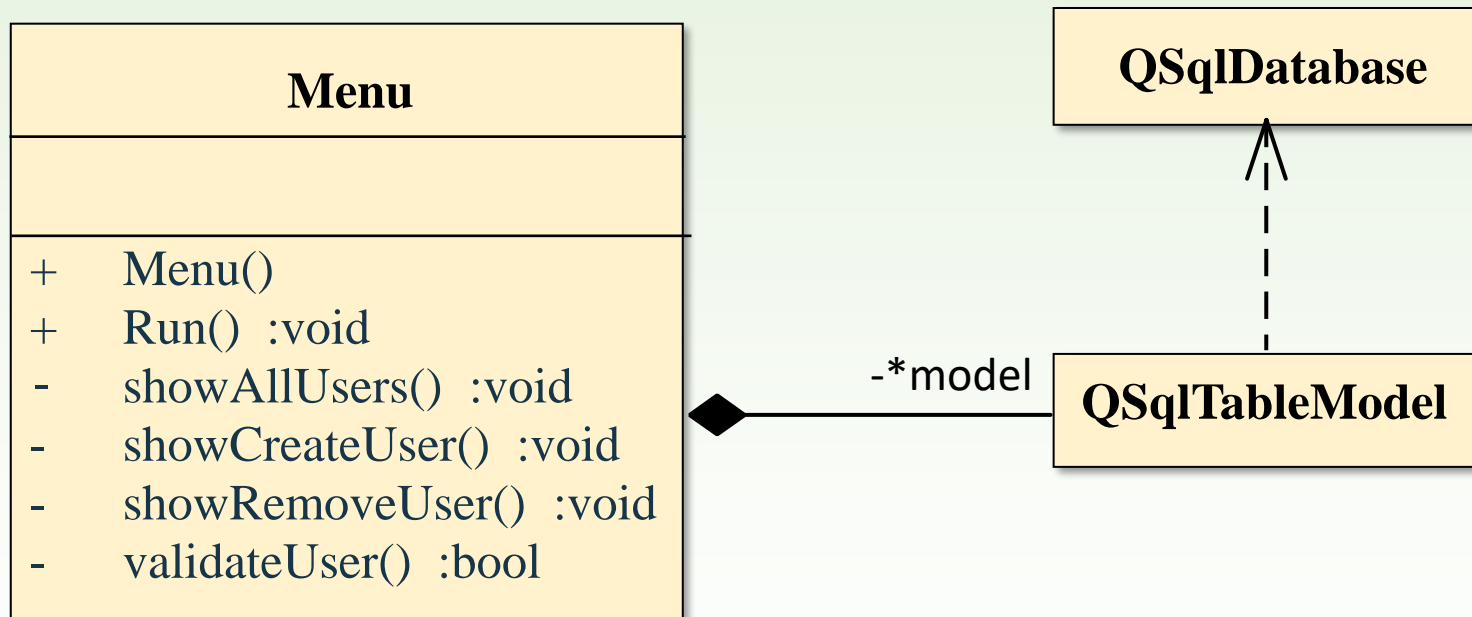 Menu
+ Menu()
+ Run() :void
- showAllUsers() :void
- showCreateUser() :void
- showRemoveUser() :void
- validateUser() :bool
-*model
QSqlDatabase
QSqlTableModel